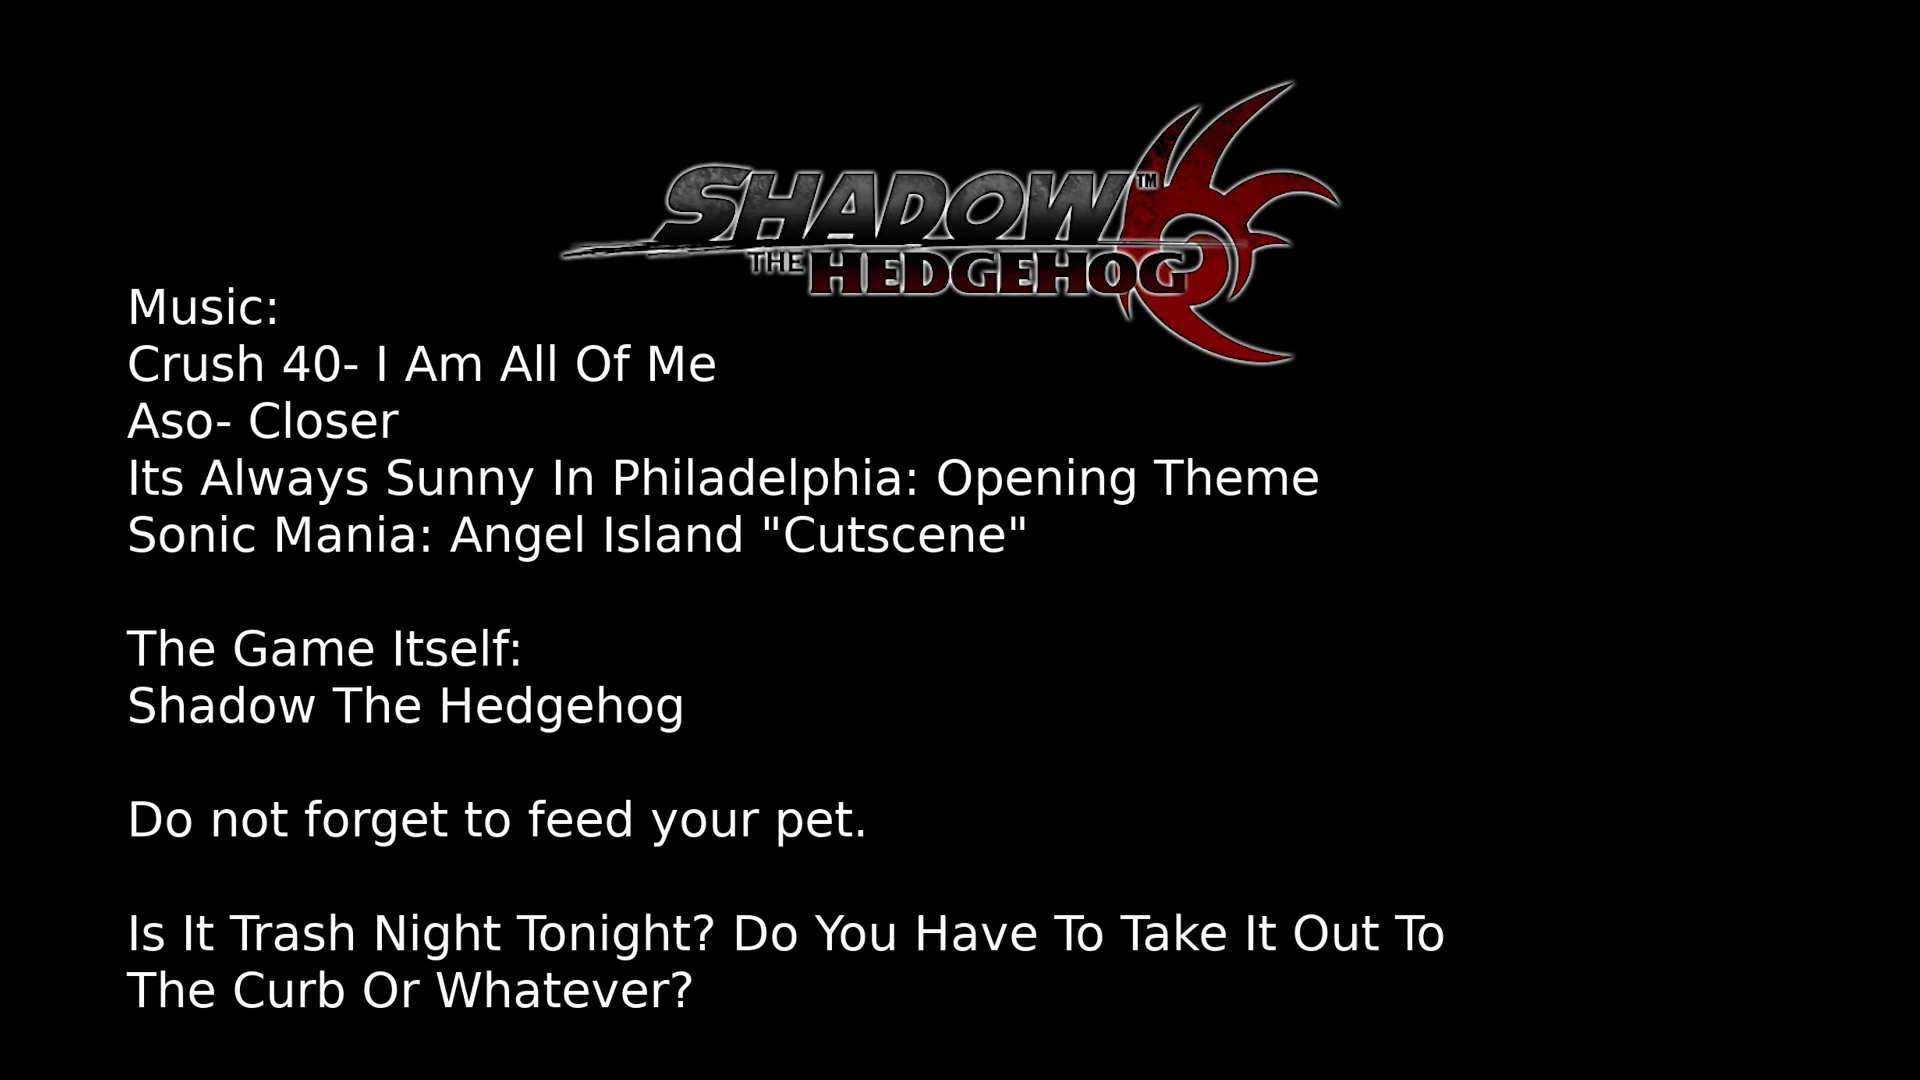 SHADOW™
THE HEDGEHOG
Music:
Crush 40- I Am All Of Me
Aso- Closer
Its Always Sunny In Philadelphia: Opening Theme
Sonic Mania: Angel Island "Cutscene"
The Game Itself:
Shadow The Hedgehog
Do not forget to feed your pet.
Is It Trash Night Tonight? Do You Have To Take It Out To
The Curb Or Whatever?